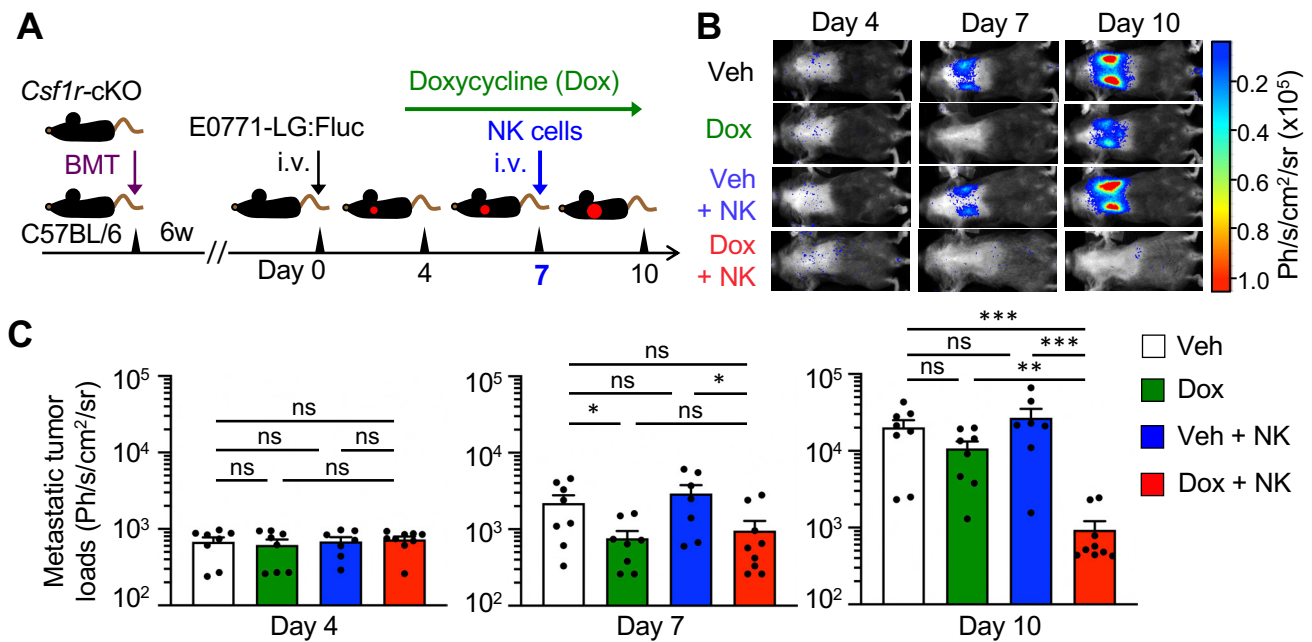 A
Csf1r-cKO
BMT
C57BL/6
6w
E0771-LG:Fluc
i.v.
Doxycycline (Dox)
NK cells
i.v.
Day 0
4
7
10
B
Day 4
Day 7
Day 10
Veh
Dox
Veh
+ NK
Dox
+ NK
0.2
0.4
0.6
0.8
1.0
Ph/s/cm²/sr (x10⁵)
C
Metastatic tumor
loads (Ph/s/cm²/sr)
10⁵
10⁴
10³
10²
ns
ns
ns
ns
ns
Day 4
10⁵
10⁴
10³
10²
ns
ns
*
*
ns
Day 7
10⁵
10⁴
10³
10²
***
ns
***
ns
**
Day 10
Veh
Dox
Veh + NK
Dox + NK